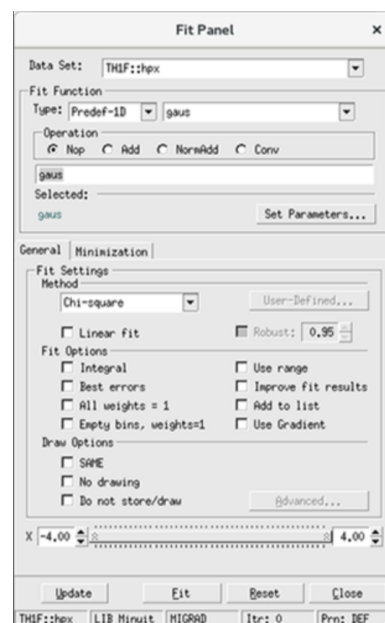 Fit Panel ×
Data Set: TH1F::hpx
Fit Function
Type: Predef-1D gaus
Operation
Nop Add NormAdd Conv
gaus
Selected:
gaus Set Parameters...
General Minimization
Fit Settings
Method
Chi-square User-Defined...
Linear fit Robust: 0.95
Fit Options
Integral Use range
Best errors Improve fit results
All weights = 1 Add to list
Empty bins, weights=1 Use Gradient
Draw Options
SAME
No drawing
Do not store/draw Advanced...
X -4.00 4.00
Update Fit Reset Close
TH1F::hpx LIB Minuit MIGRAD Itr: 0 Prn: DEF